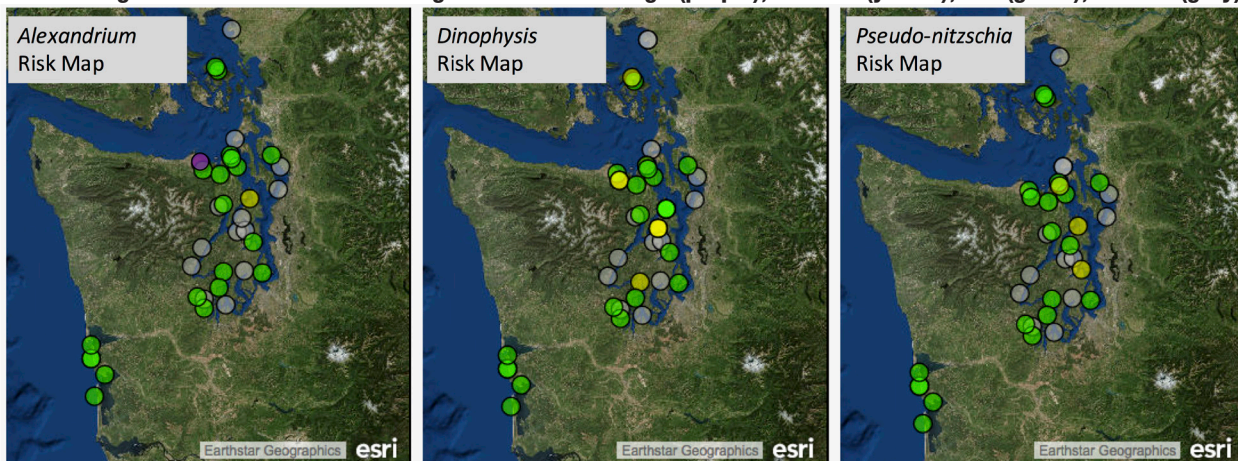 Alexandrium
Risk Map
Dinophysis
Risk Map
Pseudo-nitzschia
Risk Map
Earthstar Geographics esri
Earthstar Geographics esri
Earthstar Geographics esri